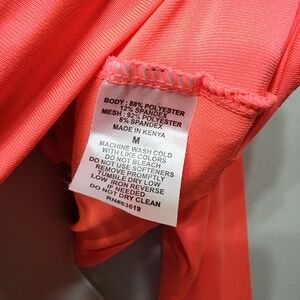 BODY : 88% POLYESTER
12% SPANDEX
MESH : 92% POLYESTER
8% SPANDEX
MADE IN KENYA
M
MACHINE WASH COLD
WITH LIKE COLORS
DO NOT BLEACH
DO NOT USE SOFTENERS
REMOVE PROMPTLY
TUMBLE DRY LOW
LOW IRON REVERSE
IF NEEDED
DO NOT DRY CLEAN
RN863619